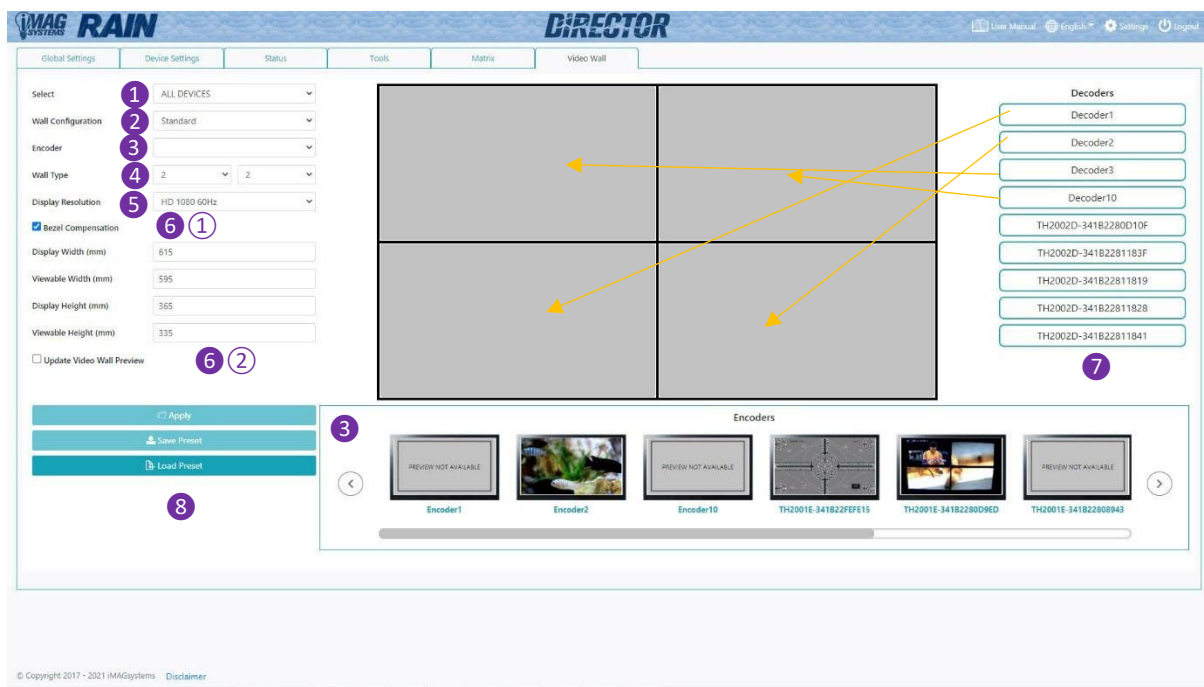 iMAG SYSTEMS RAIN
DiRECTOR
User Manual English Settings Logout
Global Settings Device Settings Status Tools Matrix Video Wall
Select 1 ALL DEVICES
Wall Configuration 2 Standard
Encoder 3
Wall Type 4 2 2
Display Resolution 5 HD 1080 60Hz
Bezel Compensation 6 1
Display Width (mm) 615
Viewable Width (mm) 595
Display Height (mm) 365
Viewable Height (mm) 335
Update Video Wall Preview 6 2
Apply
Save Preset
Load Preset
8
Decoders
Decoder1
Decoder2
Decoder3
Decoder10
TH2002D-341B2280D10F
TH2002D-341B22811B3F
TH2002D-341B22811819
TH2002D-341B22811828
TH2002D-341B22811841
7
3
Encoders
PREVIEW NOT AVAILABLE
PREVIEW NOT AVAILABLE
PREVIEW NOT AVAILABLE
Encoder1 Encoder2 Encoder10 TH2001E-341B22FEFE15 TH2001E-341B2280D9ED TH2001E-341B22808943
© Copyright 2017 - 2021 iMAGsystems Disclaimer